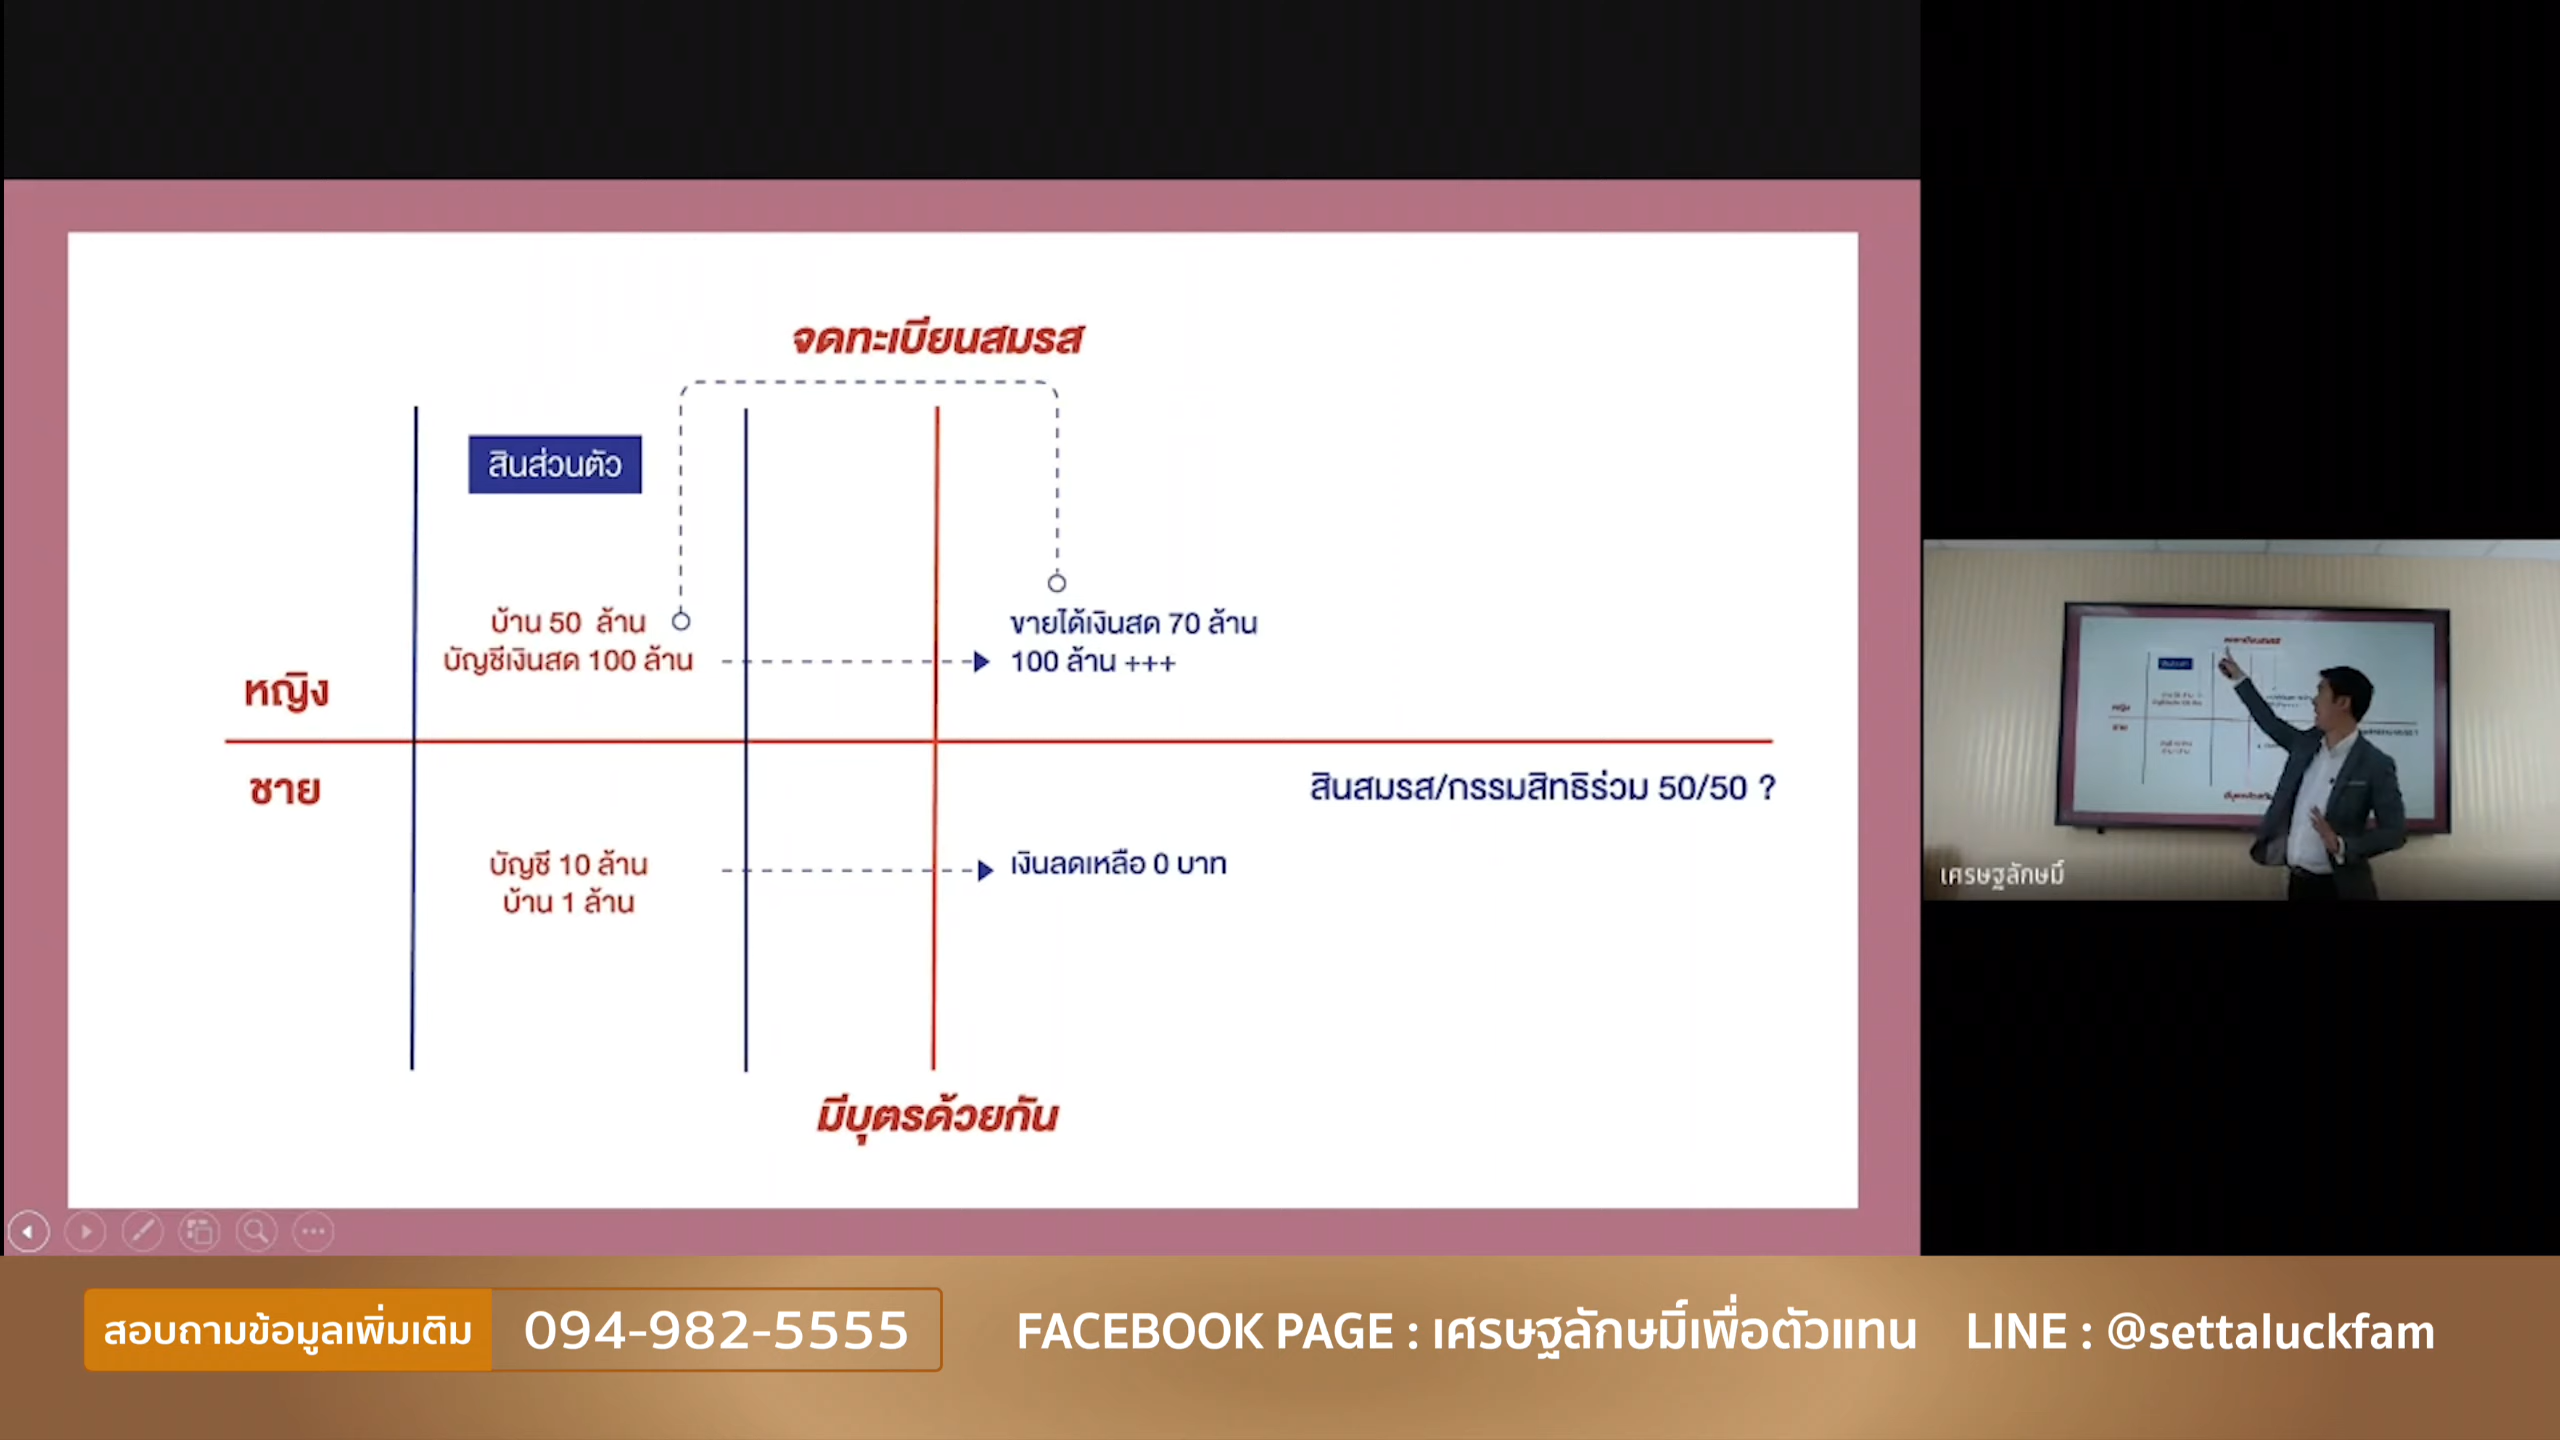 จดทะเบียนสมรส
สินส่วนตัว
บ้าน 50 ล้าน
บัญชีเงินสด 100 ล้าน
ขายได้เงินสด 70 ล้าน
100 ล้าน +++
หญิง
ชาย
สินสมรส/กรรมสิทธิร่วม 50/50 ?
บัญชี 10 ล้าน
บ้าน 1 ล้าน
เงินลดเหลือ 0 บาท
มีบุตรด้วยกัน
เศรษฐลักษมิ์
สอบถามข้อมูลเพิ่มเติม
094-982-5555
FACEBOOK PAGE : เศรษฐลักษมิ์เพื่อตัวแทน
LINE : @settaluckfam